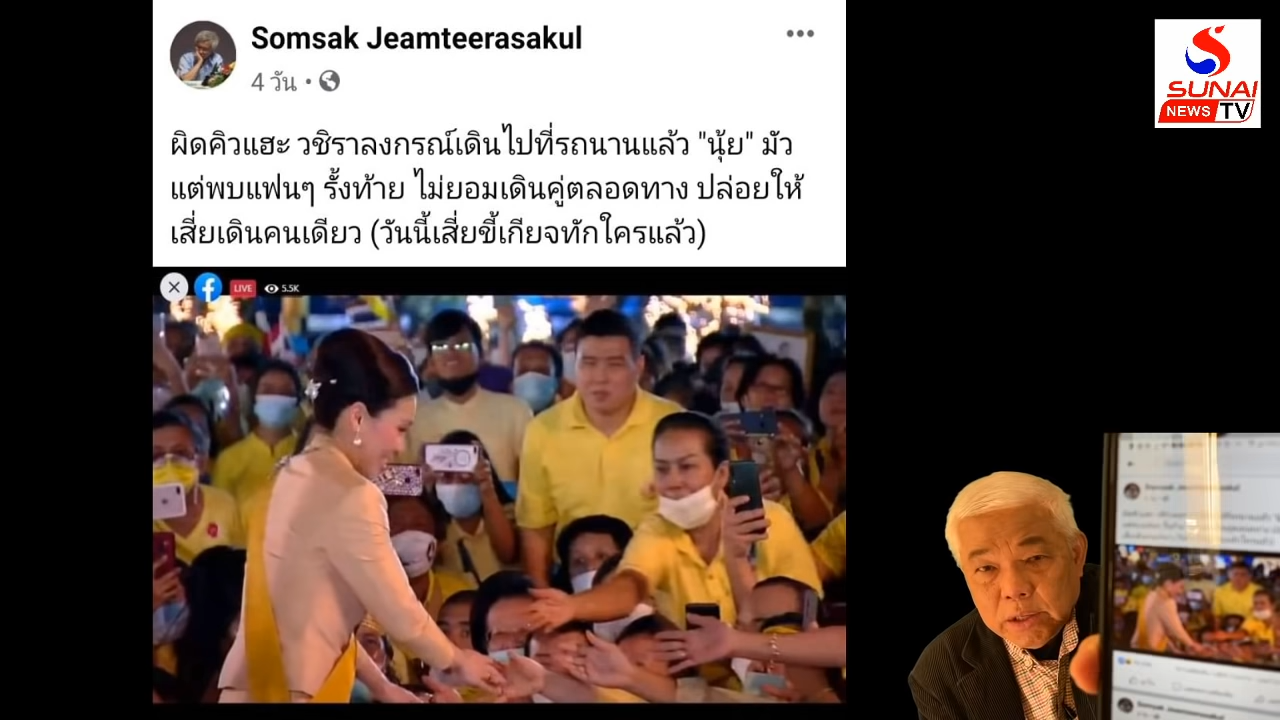 Somsak Jeamteerasakul
4 วัน •
ผิดคิวแฮะ วชิราลงกรณ์เดินไปที่รถนานแล้ว "นุ้ย" มัว
แต่พบแฟนๆ รั้งท้าย ไม่ยอมเดินคู่ตลอดทาง ปล่อยให้
เสี่ยเดินคนเดียว (วันนี้เสี่ยขี้เกียจทักใครแล้ว)
LIVE 5.5K
SUNAI
NEWS TV